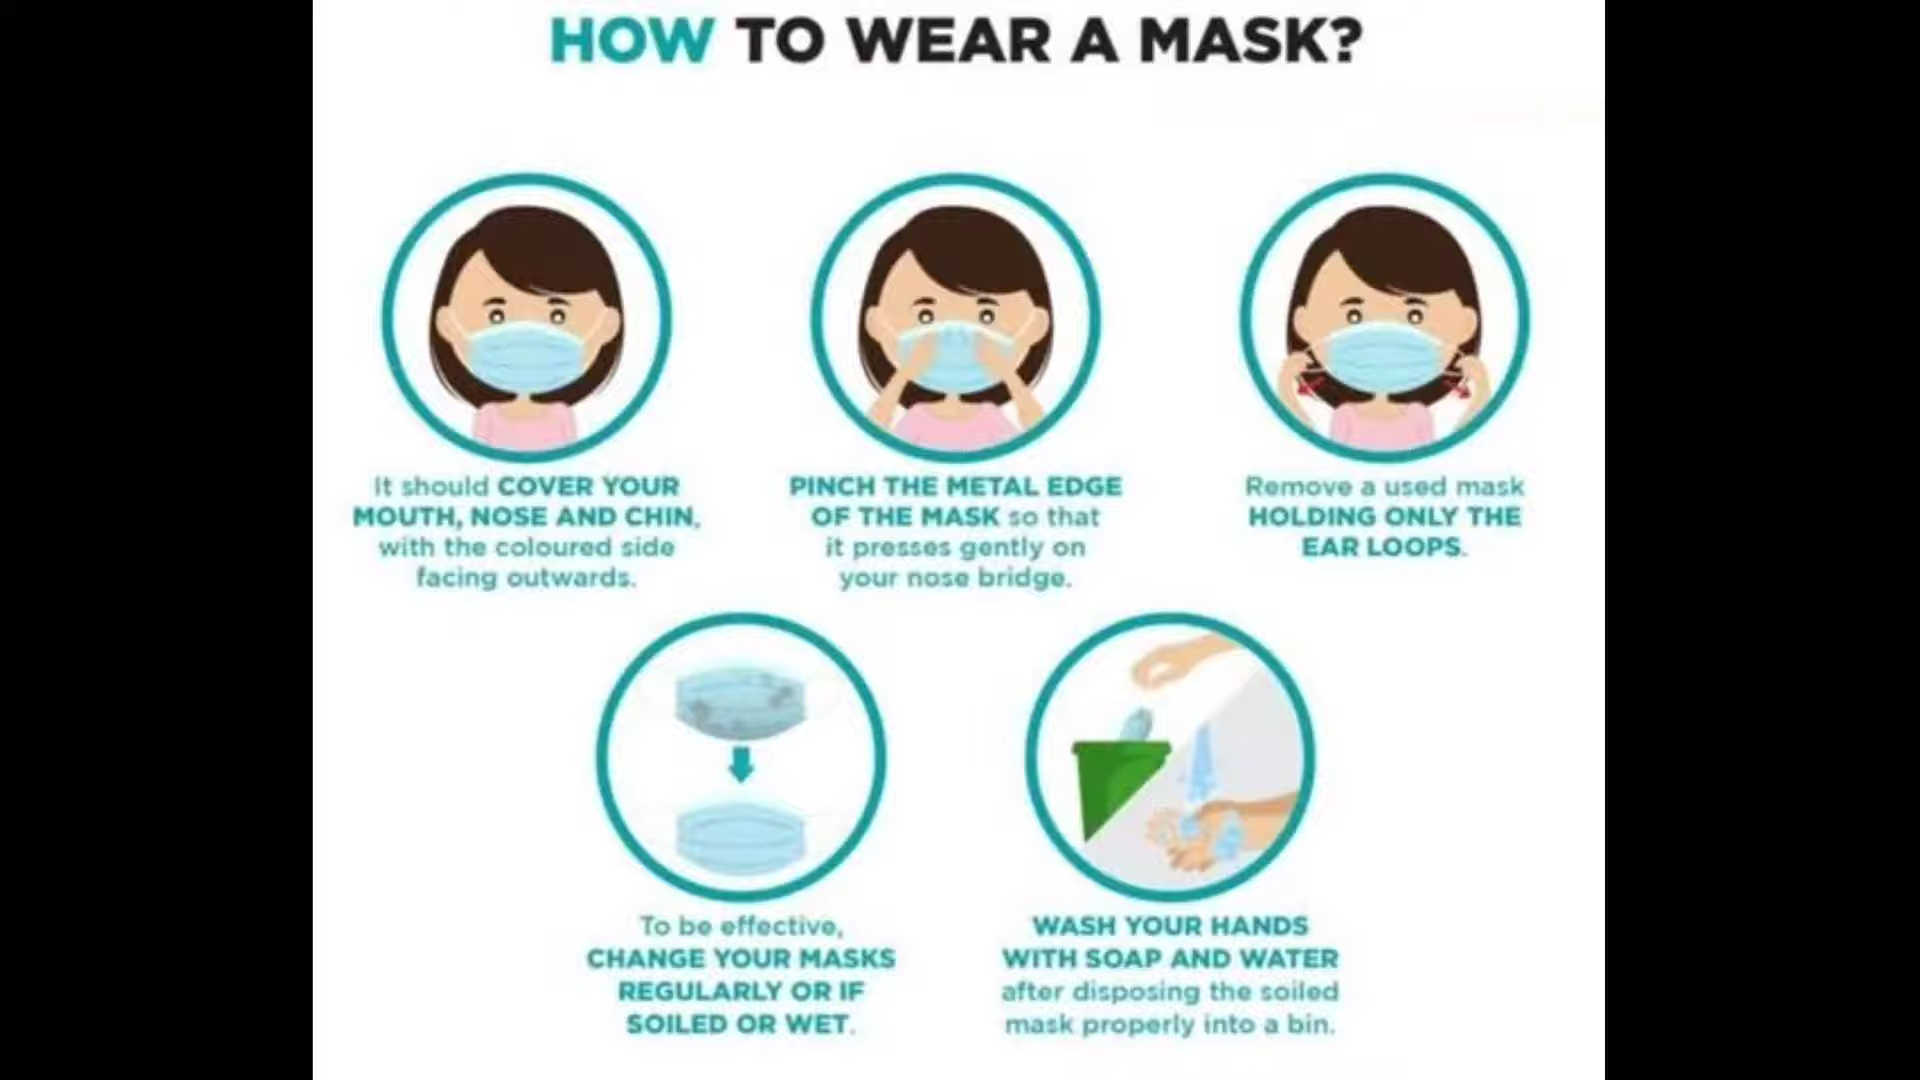 HOW TO WEAR A MASK?
It should COVER YOUR
MOUTH, NOSE AND CHIN,
with the coloured side
facing outwards.
PINCH THE METAL EDGE
OF THE MASK so that
it presses gently on
your nose bridge.
Remove a used mask
HOLDING ONLY THE
EAR LOOPS.
To be effective,
CHANGE YOUR MASKS
REGULARLY OR IF
SOILED OR WET.
WASH YOUR HANDS
WITH SOAP AND WATER
after disposing the soiled
mask properly into a bin.